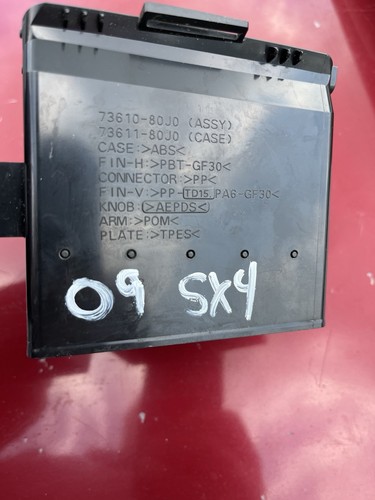 73610-80J0 (ASSY)
73611-80J0 (CASE)
CASE:>ABS<
FIN-H:>PBT-GF30<
CONNECTOR:>PP<
FIN-V:>PP-TD15,PA6-GF30<
KNOB:>AEPDS<
ARM:>POM<
PLATE:>TPES<
09 SX4